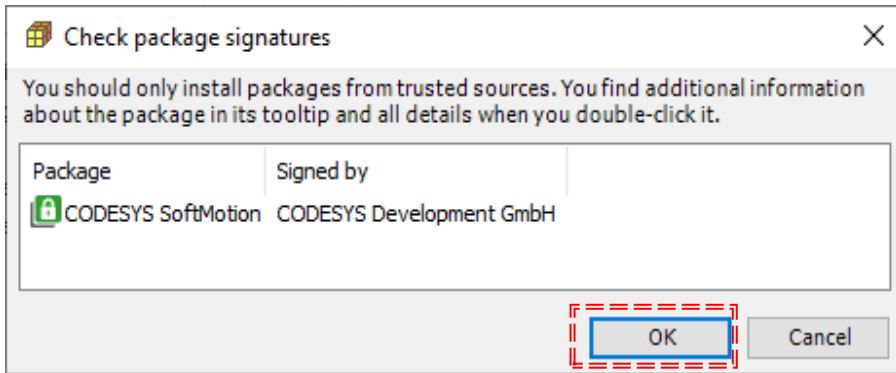 Check package signatures
You should only install packages from trusted sources. You find additional information
about the package in its tooltip and all details when you double-click it.
Package Signed by
CODESYS SoftMotion CODESYS Development GmbH
OK Cancel